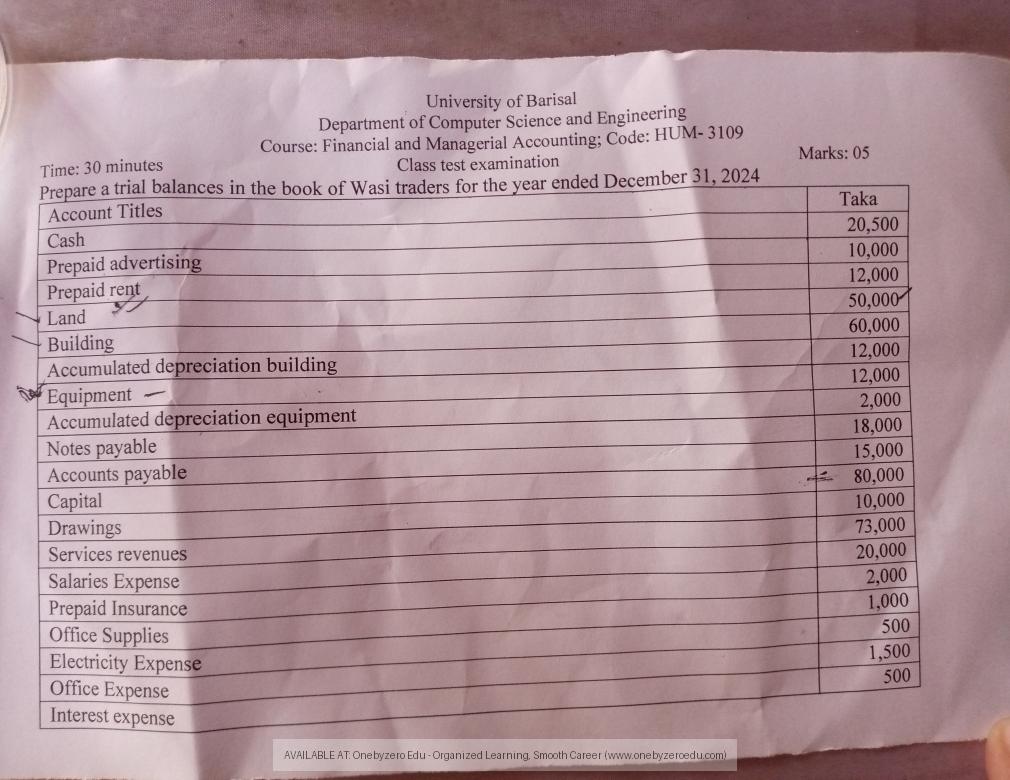 University of Barisal
Department of Computer Science and Engineering
Course: Financial and Managerial Accounting; Code: HUM- 3109
Time: 30 minutes Class test examination Marks: 05
Prepare a trial balances in the book of Wasi traders for the year ended December 31, 2024
Account Titles Taka
Cash 20,500
Prepaid advertising 10,000
Prepaid rent 12,000
Land 50,000
Building 60,000
Accumulated depreciation building 12,000
Equipment 12,000
Accumulated depreciation equipment 2,000
Notes payable 18,000
Accounts payable 15,000
Capital 80,000
Drawings 10,000
Services revenues 73,000
Salaries Expense 20,000
Prepaid Insurance 2,000
Office Supplies 1,000
Electricity Expense 500
Office Expense 1,500
Interest expense 500
AVAILABLE AT: Onebyzero Edu - Organized Learning, Smooth Career (www.onebyzeroedu.com)